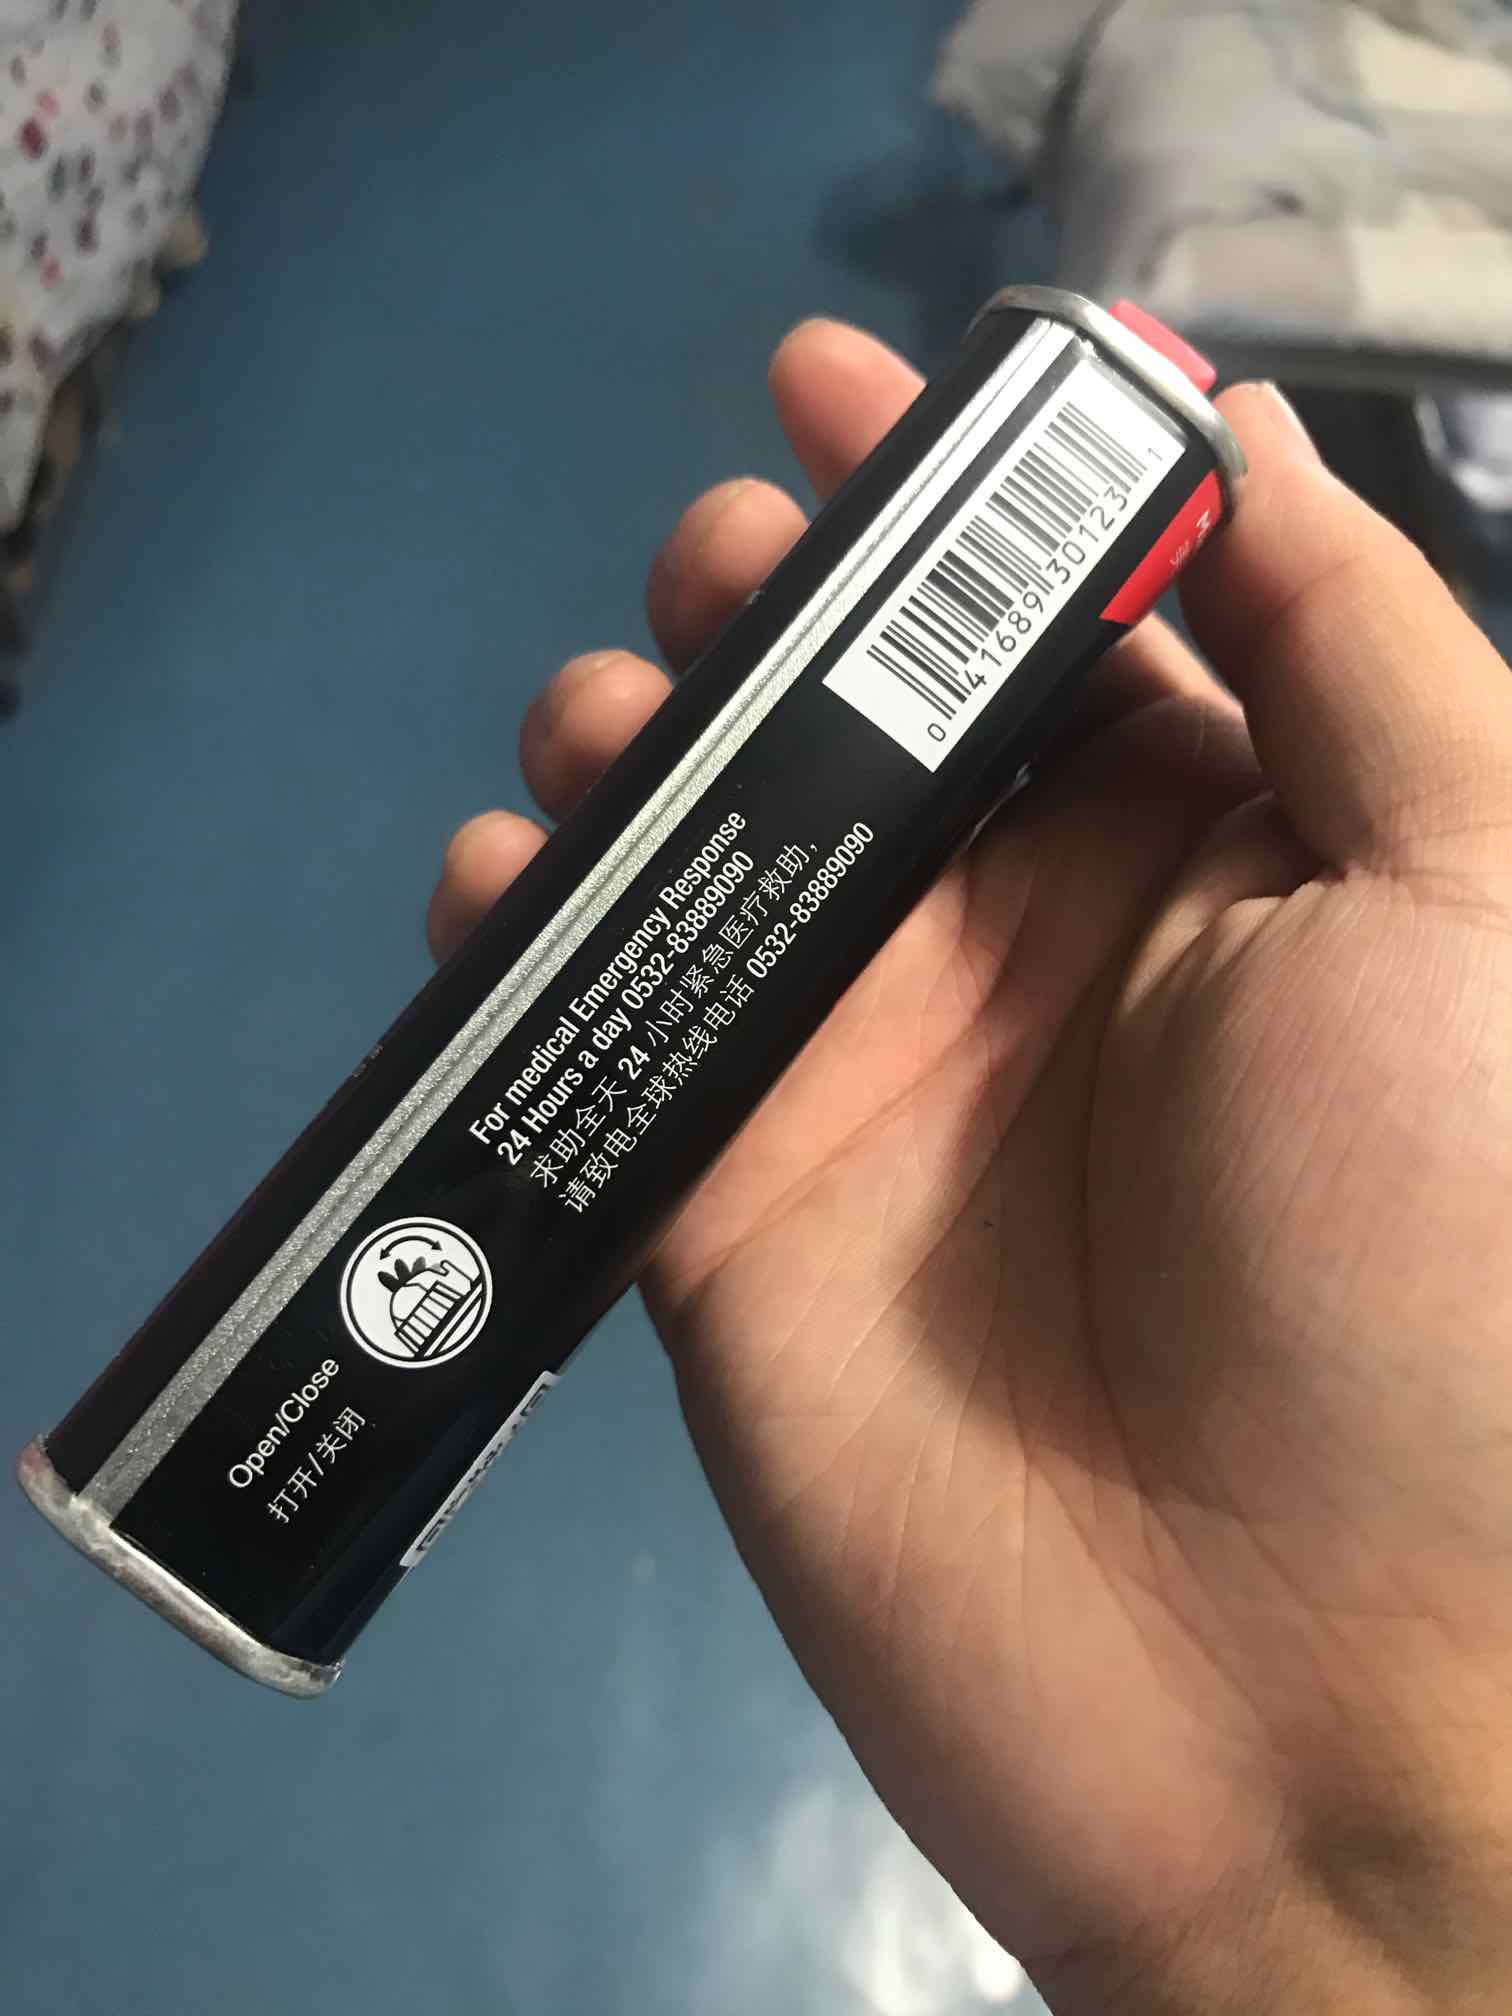 0 41689 30123 1
For medical Emergency Response
24 Hours a day 0532-83889090
求助全天 24 小时紧急医疗救助，
请致电全球热线电话 0532-83889090
Open/Close
打开/关闭